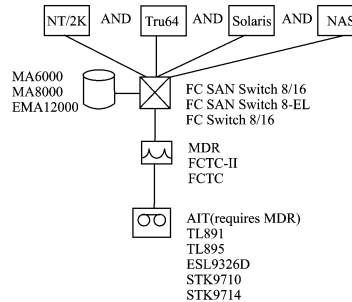 NT/2K AND Tru64 AND Solaris AND NAS
MA6000
MA8000
EMA12000
FC SAN Switch 8/16
FC SAN Switch 8-EL
FC Switch 8/16
MDR
FCTC-II
FCTC
AIT(requires MDR)
TL891
TL895
ESL9326D
STK9710
STK9714